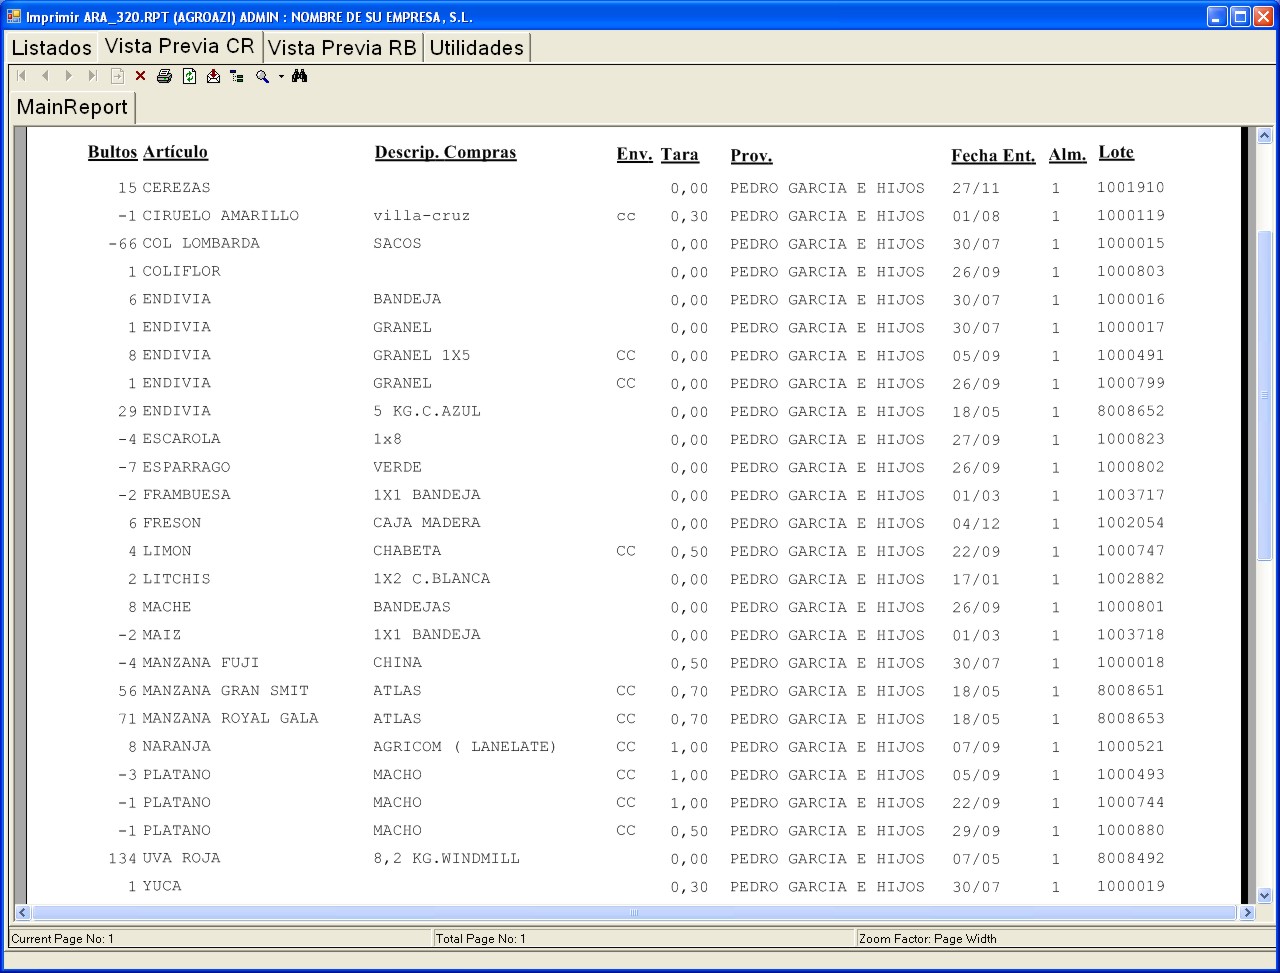 Imprimir ARA_320.RPT (AGROAZI) ADMIN : NOMBRE DE SU EMPRESA, S.L.
Listados Vista Previa CR Vista Previa RB Utilidades
MainReport
Bultos Artículo Descrip. Compras Env. Tara Prov. Fecha Ent. Alm. Lote
15 CEREZAS 0,00 PEDRO GARCIA E HIJOS 27/11 1 1001910
-1 CIRUELO AMARILLO villa-cruz cc 0,30 PEDRO GARCIA E HIJOS 01/08 1 1000119
-66 COL LOMBARDA SACOS 0,00 PEDRO GARCIA E HIJOS 30/07 1 1000015
1 COLIFLOR 0,00 PEDRO GARCIA E HIJOS 26/09 1 1000803
6 ENDIVIA BANDEJA 0,00 PEDRO GARCIA E HIJOS 30/07 1 1000016
1 ENDIVIA GRANEL 0,00 PEDRO GARCIA E HIJOS 30/07 1 1000017
8 ENDIVIA GRANEL 1X5 CC 0,00 PEDRO GARCIA E HIJOS 05/09 1 1000491
1 ENDIVIA GRANEL CC 0,00 PEDRO GARCIA E HIJOS 26/09 1 1000799
29 ENDIVIA 5 KG.C.AZUL 0,00 PEDRO GARCIA E HIJOS 18/05 1 8008652
-4 ESCAROLA 1x8 0,00 PEDRO GARCIA E HIJOS 27/09 1 1000823
-7 ESPARRAGO VERDE 0,00 PEDRO GARCIA E HIJOS 26/09 1 1000802
-2 FRAMBUESA 1X1 BANDEJA 0,00 PEDRO GARCIA E HIJOS 01/03 1 1003717
6 FRESON CAJA MADERA 0,00 PEDRO GARCIA E HIJOS 04/12 1 1002054
4 LIMON CHABETA CC 0,50 PEDRO GARCIA E HIJOS 22/09 1 1000747
2 LITCHIS 1X2 C.BLANCA 0,00 PEDRO GARCIA E HIJOS 17/01 1 1002882
8 MACHE BANDEJAS 0,00 PEDRO GARCIA E HIJOS 26/09 1 1000801
-2 MAIZ 1X1 BANDEJA 0,00 PEDRO GARCIA E HIJOS 01/03 1 1003718
-4 MANZANA FUJI CHINA 0,50 PEDRO GARCIA E HIJOS 30/07 1 1000018
56 MANZANA GRAN SMIT ATLAS CC 0,70 PEDRO GARCIA E HIJOS 18/05 1 8008651
71 MANZANA ROYAL GALA ATLAS CC 0,70 PEDRO GARCIA E HIJOS 18/05 1 8008653
8 NARANJA AGRICOM ( LANELATE) CC 1,00 PEDRO GARCIA E HIJOS 07/09 1 1000521
-3 PLATANO MACHO CC 1,00 PEDRO GARCIA E HIJOS 05/09 1 1000493
-1 PLATANO MACHO CC 1,00 PEDRO GARCIA E HIJOS 22/09 1 1000744
-1 PLATANO MACHO CC 0,50 PEDRO GARCIA E HIJOS 29/09 1 1000880
134 UVA ROJA 8,2 KG.WINDMILL 0,00 PEDRO GARCIA E HIJOS 07/05 1 8008492
1 YUCA 0,30 PEDRO GARCIA E HIJOS 30/07 1 1000019
Current Page No: 1 Total Page No: 1 Zoom Factor: Page Width